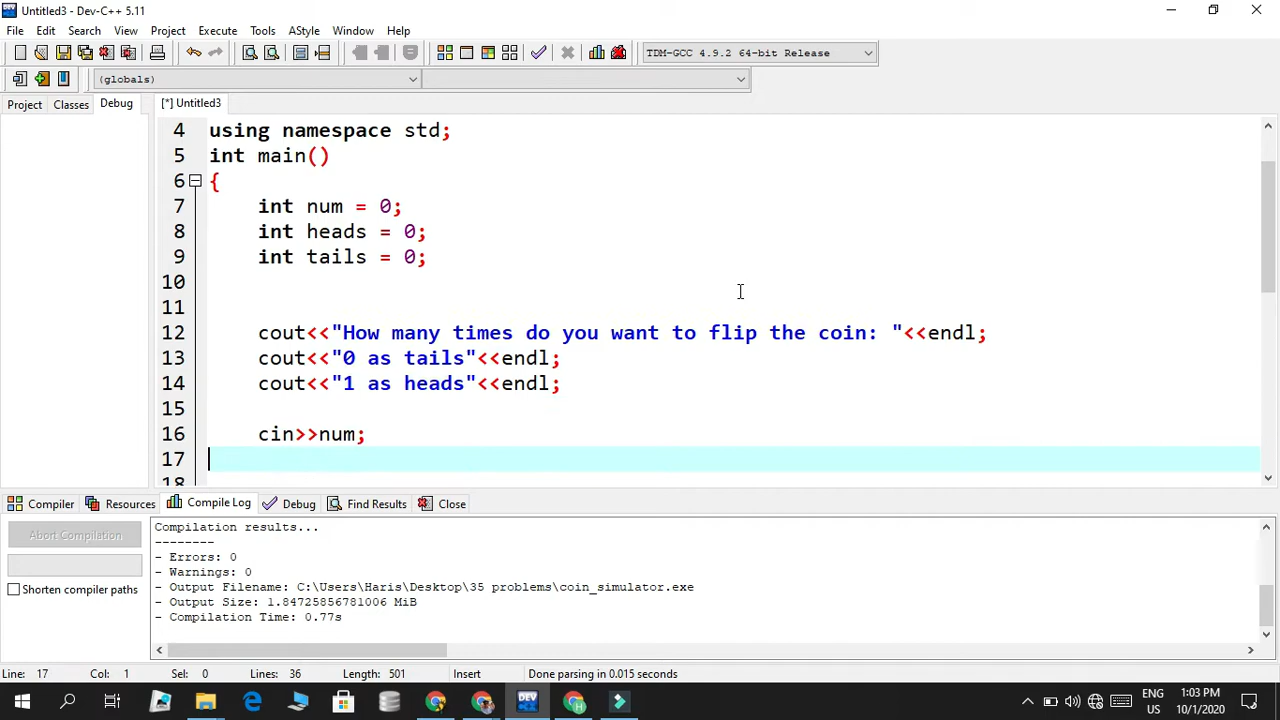 Untitled3 - Dev-C++ 5.11
File Edit Search View Project Execute Tools AStyle Window Help
TDM-GCC 4.9.2 64-bit Release
(globals)
Project Classes Debug [*] Untitled3
4 using namespace std;
5 int main()
6 {
7 int num = 0;
8 int heads = 0;
9 int tails = 0;
10
11
12 cout<<"How many times do you want to flip the coin: "<<endl;
13 cout<<"0 as tails"<<endl;
14 cout<<"1 as heads"<<endl;
15
16 cin>>num;
17
18
Compiler Resources Compile Log Debug Find Results Close
Abort Compilation
Shorten compiler paths
Compilation results...
--------
- Errors: 0
- Warnings: 0
- Output Filename: C:\Users\Haris\Desktop\35 problems\coin_simulator.exe
- Output Size: 1.84725856781006 MiB
- Compilation Time: 0.77s
Line: 17 Col: 1 Sel: 0 Lines: 36 Length: 501 Insert Done parsing in 0.015 seconds
DEV
H
ENG
US
1:03 PM
10/1/2020